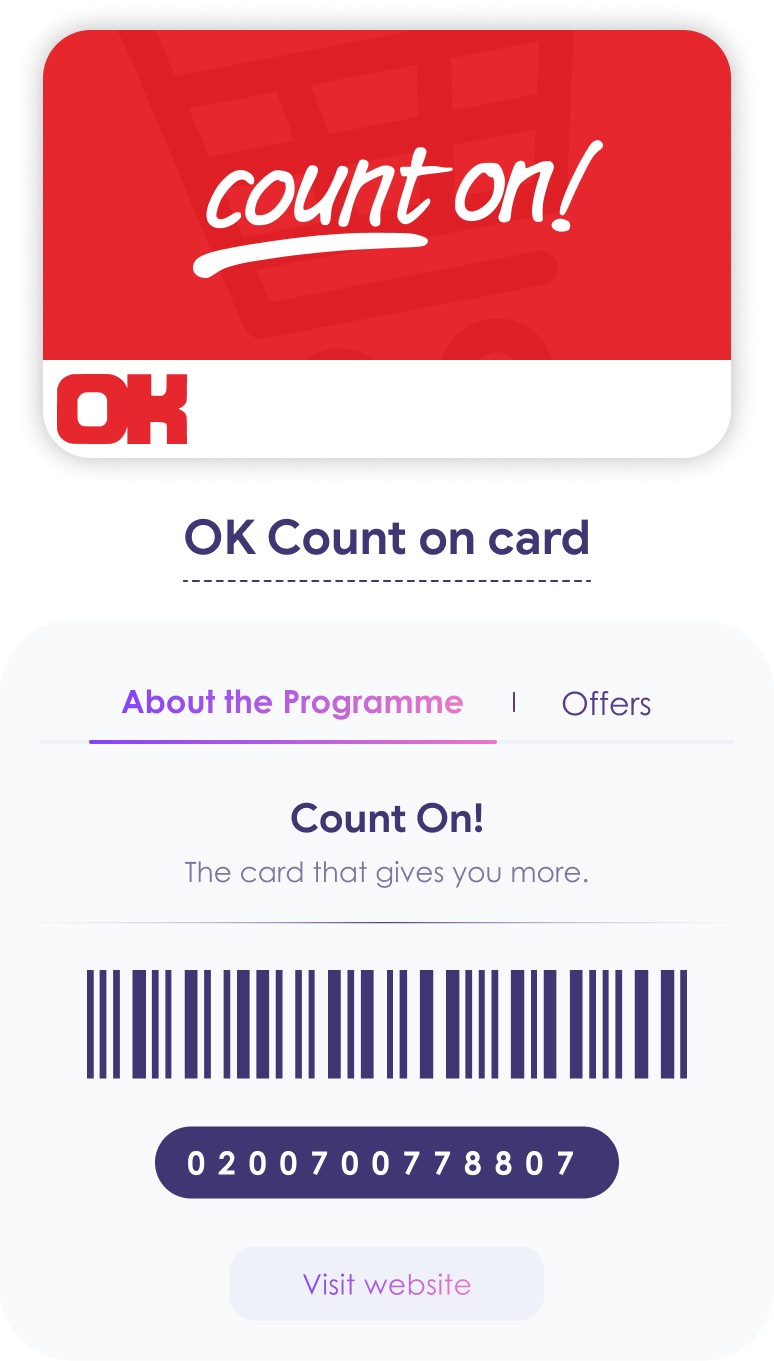 count on!
OK
OK Count on card
About the Programme | Offers
Count On!
The card that gives you more.
0200700778807
Visit website